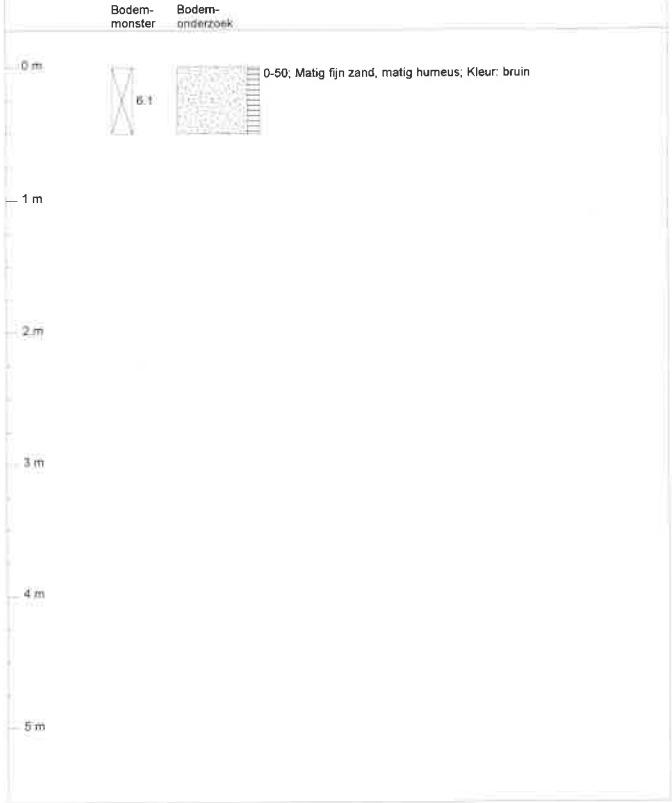 Bodem-
monster
Bodem-
onderzoek
0 m
6.1
0-50; Matig fijn zand, matig humeus; Kleur: bruin
1 m
2 m
3 m
4 m
5 m